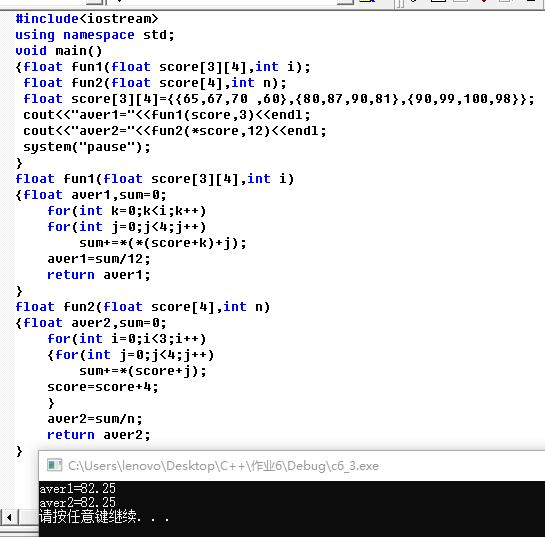 #include<iostream>
using namespace std;
void main()
{float fun1(float score[3][4],int i);
 float fun2(float score[4],int n);
 float score[3][4]={{65,67,70 ,60},{80,87,90,81},{90,99,100,98}};
 cout<<"aver1="<<fun1(score,3)<<endl;
 cout<<"aver2="<<fun2(*score,12)<<endl;
 system("pause");
}
float fun1(float score[3][4],int i)
{float aver1,sum=0;
    for(int k=0;k<i;k++)
    for(int j=0;j<4;j++)
        sum+=*(*(score+k)+j);
    aver1=sum/12;
    return aver1;
}
float fun2(float score[4],int n)
{float aver2,sum=0;
    for(int i=0;i<3;i++)
    {for(int j=0;j<4;j++)
        sum+=*(score+j);
    score=score+4;
    }
    aver2=sum/n;
    return aver2;
}
C:\Users\lenovo\Desktop\C++\作业6\Debug\c6_3.exe
aver1=82.25
aver2=82.25
请按任意键继续. . .